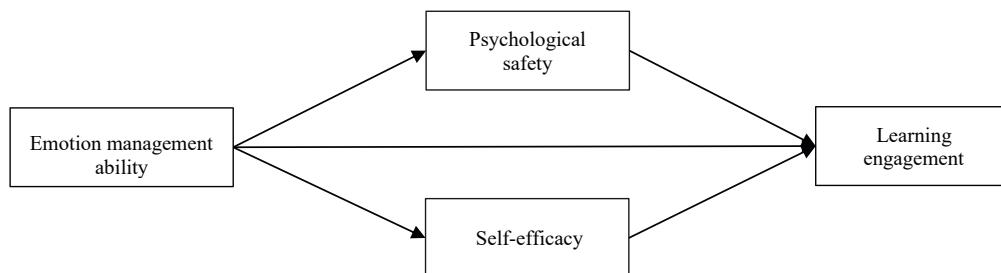 Psychological
safety
Emotion management
ability
Learning
engagement
Self-efficacy